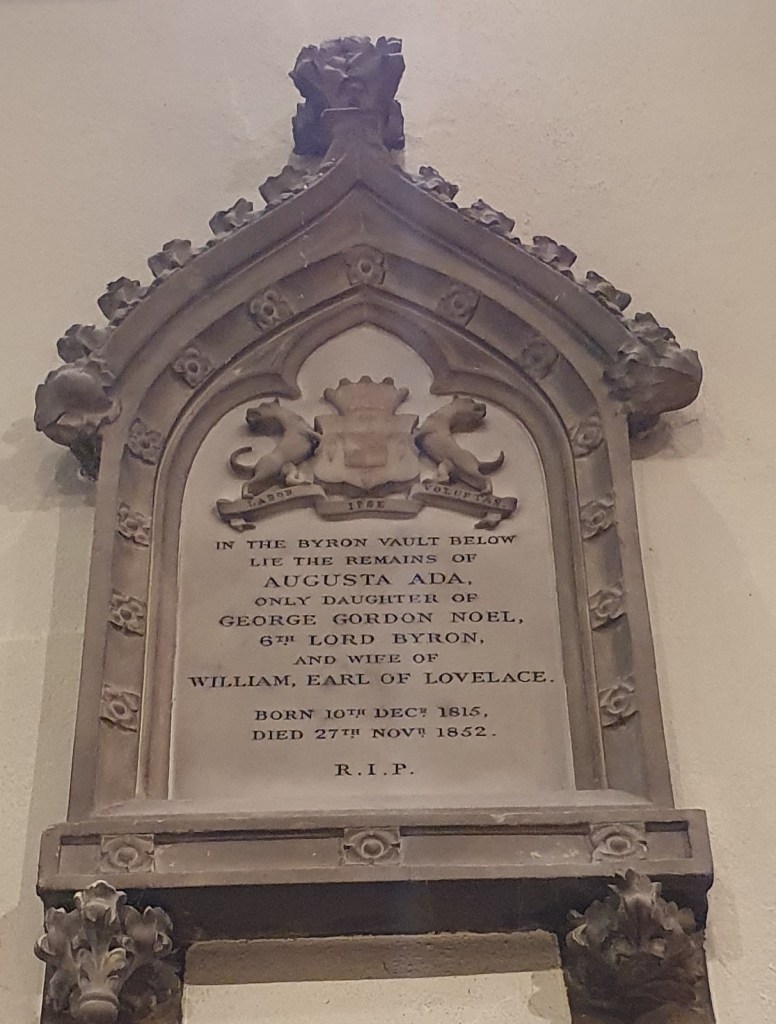 LABOR IPSE VOLUPTAS
IN THE BYRON VAULT BELOW
LIE THE REMAINS OF
AUGUSTA ADA,
ONLY DAUGHTER OF
GEORGE GORDON NOEL,
6TH LORD BYRON,
AND WIFE OF
WILLIAM, EARL OF LOVELACE.
BORN 10TH DECR 1815,
DIED 27TH NOVR 1852.
R.I.P.